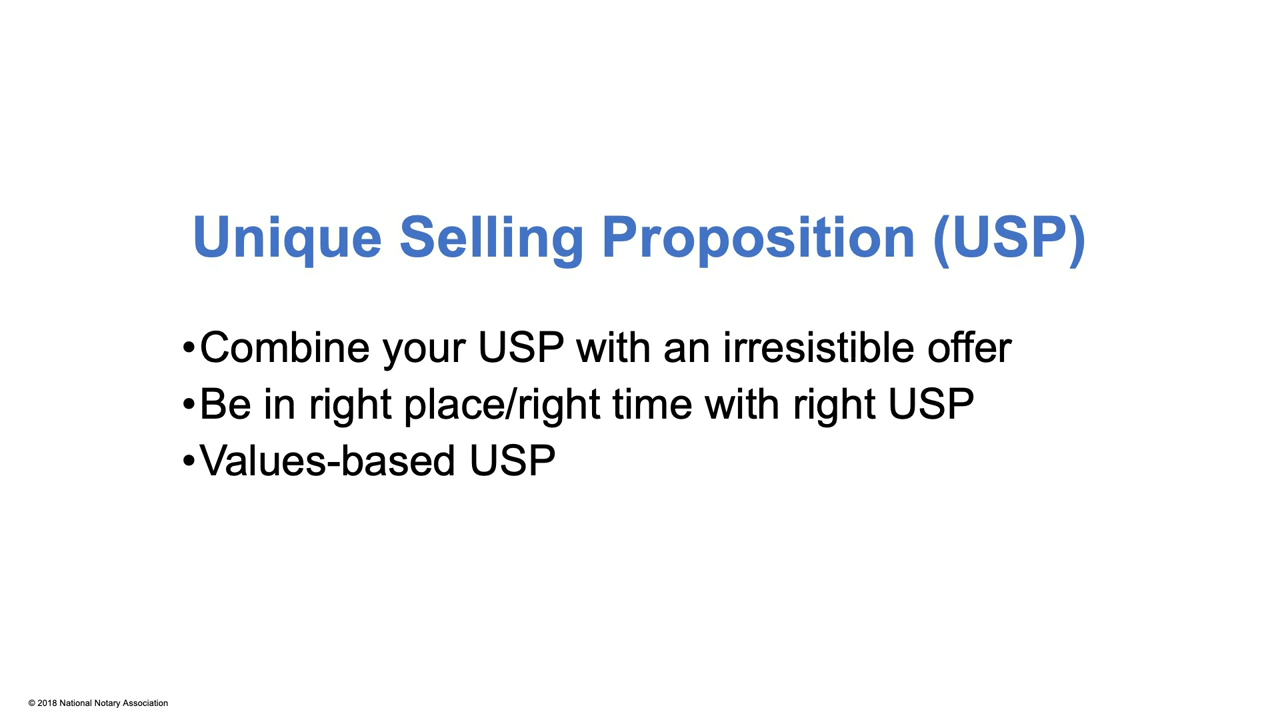 Unique Selling Proposition (USP)
•Combine your USP with an irresistible offer
•Be in right place/right time with right USP
•Values-based USP
© 2018 National Notary Association